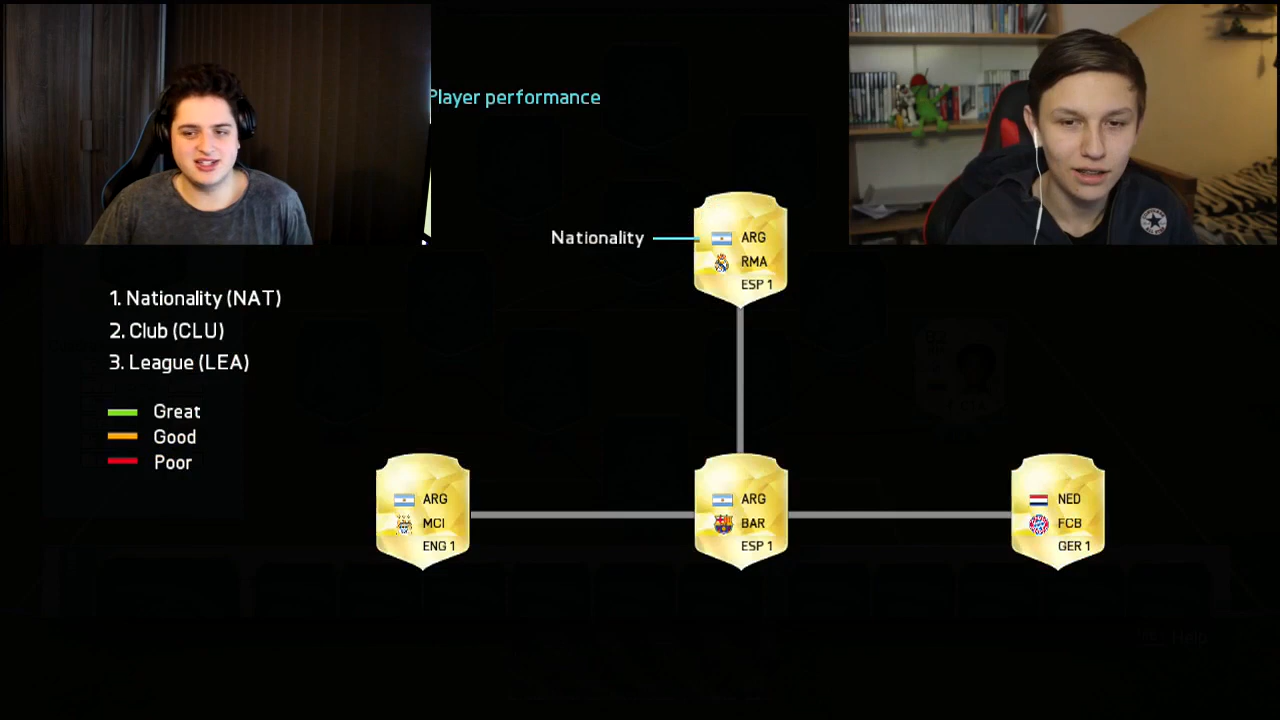 Player performance
Nationality
ARG
RMA
ESP 1
1. Nationality (NAT)
2. Club (CLU)
3. League (LEA)
Great
Good
Poor
ARG
MCI
ENG 1
ARG
BAR
ESP 1
NED
FCB
GER 1